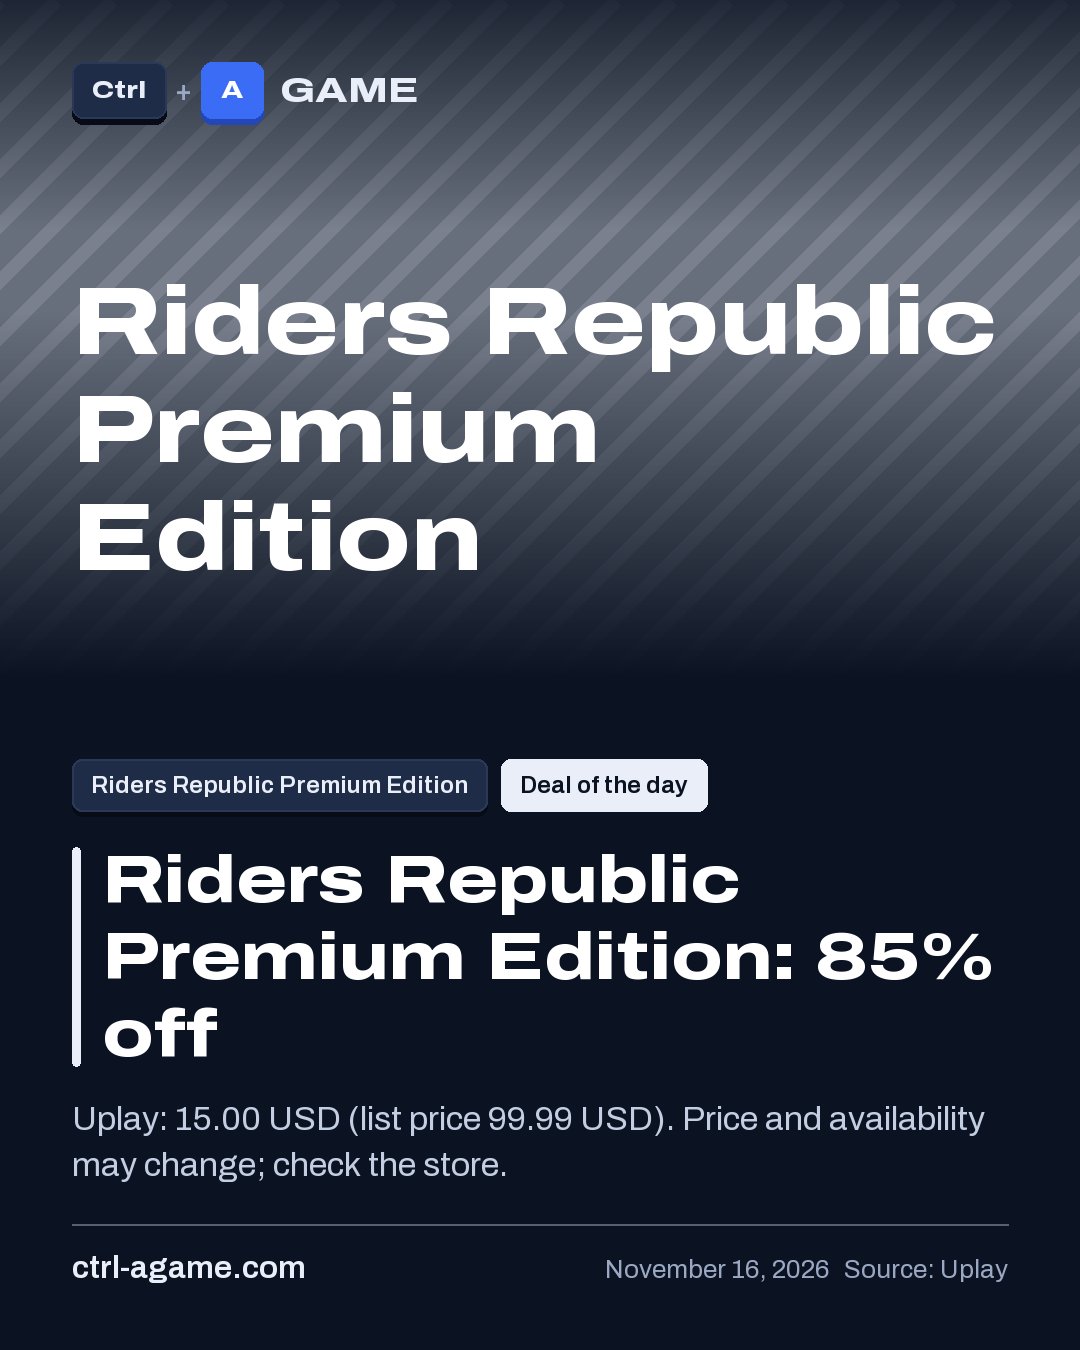 Ctrl + A GAME
Riders Republic
Premium
Edition
Riders Republic Premium Edition Deal of the day
Riders Republic
Premium Edition: 85%
off
Uplay: 15.00 USD (list price 99.99 USD). Price and availability
may change; check the store.
ctrl-agame.com November 16, 2026 Source: Uplay